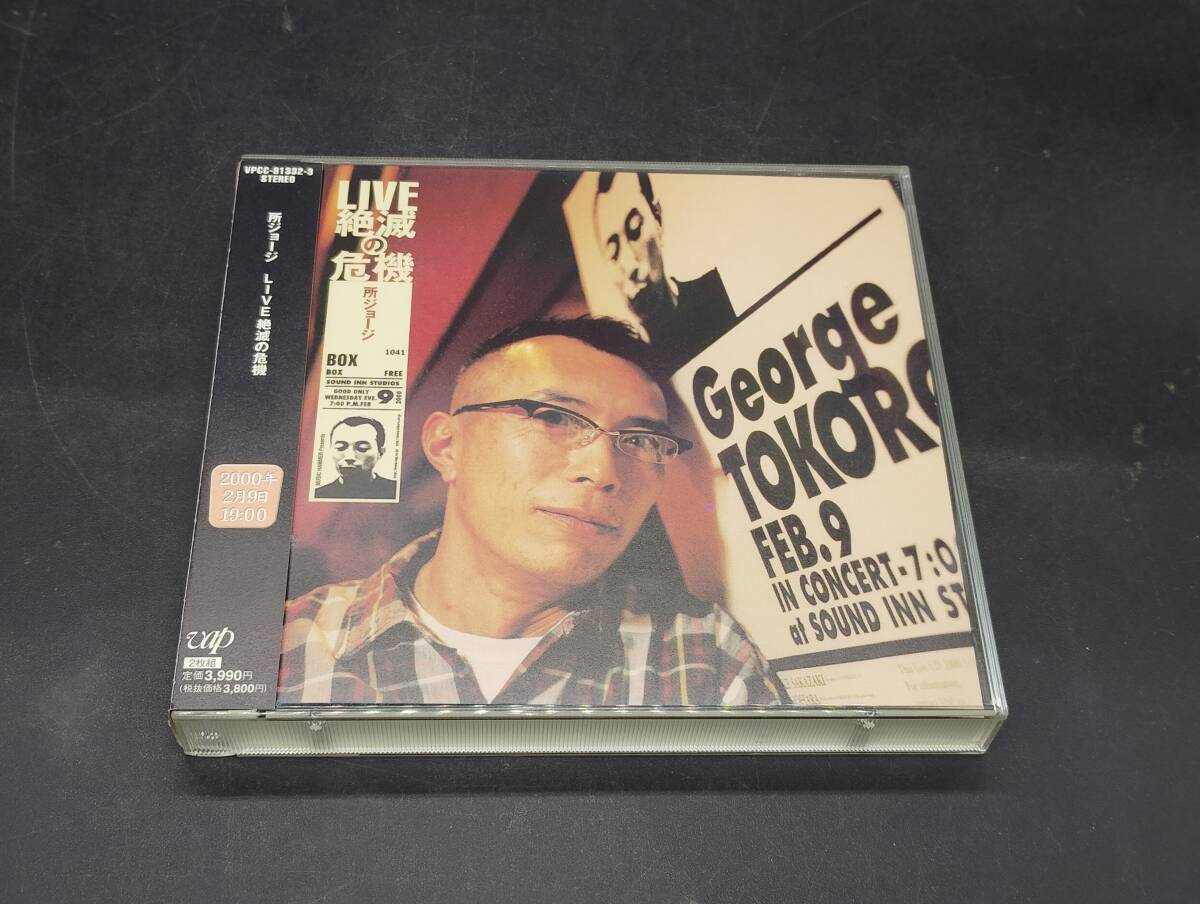 VPCC-81332-3
STEREO
所ジョージ LIVE絶滅の危機
2000年
2月9日
19:00
vap
2枚組
定価3,990円
(税抜価格3,800円)
LIVE
絶滅
の
危機
所ジョージ
1041
BOX
BOX FREE
SOUND INN STUDIOS
GOOD ONLY
WEDNESDAY EVE. 9 2000
7:00 P.M.FEB
MUSIC HAMMER Presents
George
TOKORO
FEB.9
IN CONCERT-7:0
at SOUND INN ST